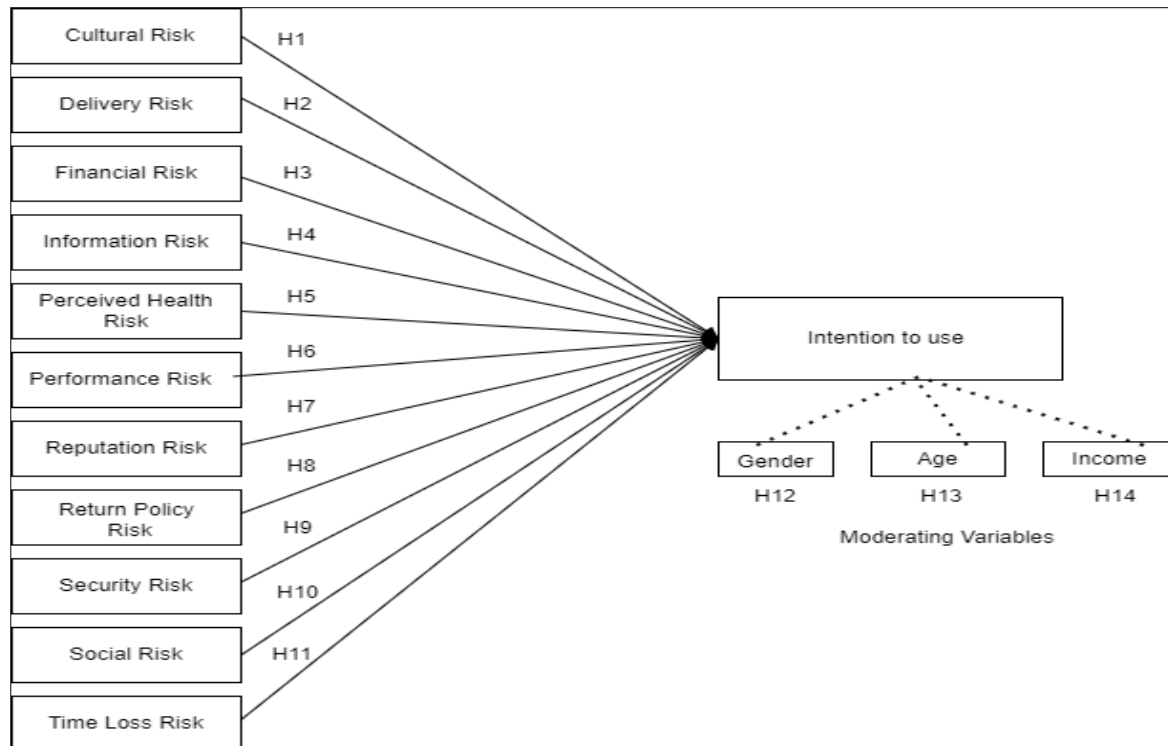 Cultural Risk
H1
Delivery Risk
H2
Financial Risk
H3
Information Risk
H4
Perceived Health
Risk
H5
Performance Risk
H6
Reputation Risk
H7
Return Policy
Risk
H8
Security Risk
H9
Social Risk
H10
Time Loss Risk
H11
Intention to use
Gender
Age
Income
H12
H13
H14
Moderating Variables